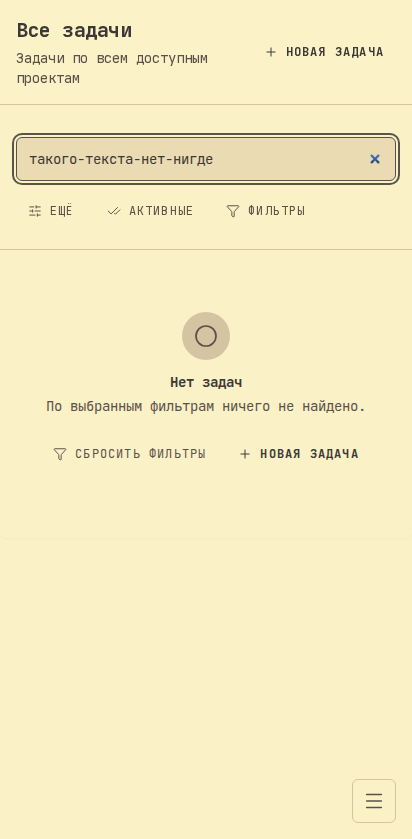 Все задачи
Задачи по всем доступным
проектам
НОВАЯ ЗАДАЧА
такого-текста-нет-нигде
ЕЩЁ
АКТИВНЫЕ
ФИЛЬТРЫ
Нет задач
По выбранным фильтрам ничего не найдено.
СБРОСИТЬ ФИЛЬТРЫ
НОВАЯ ЗАДАЧА